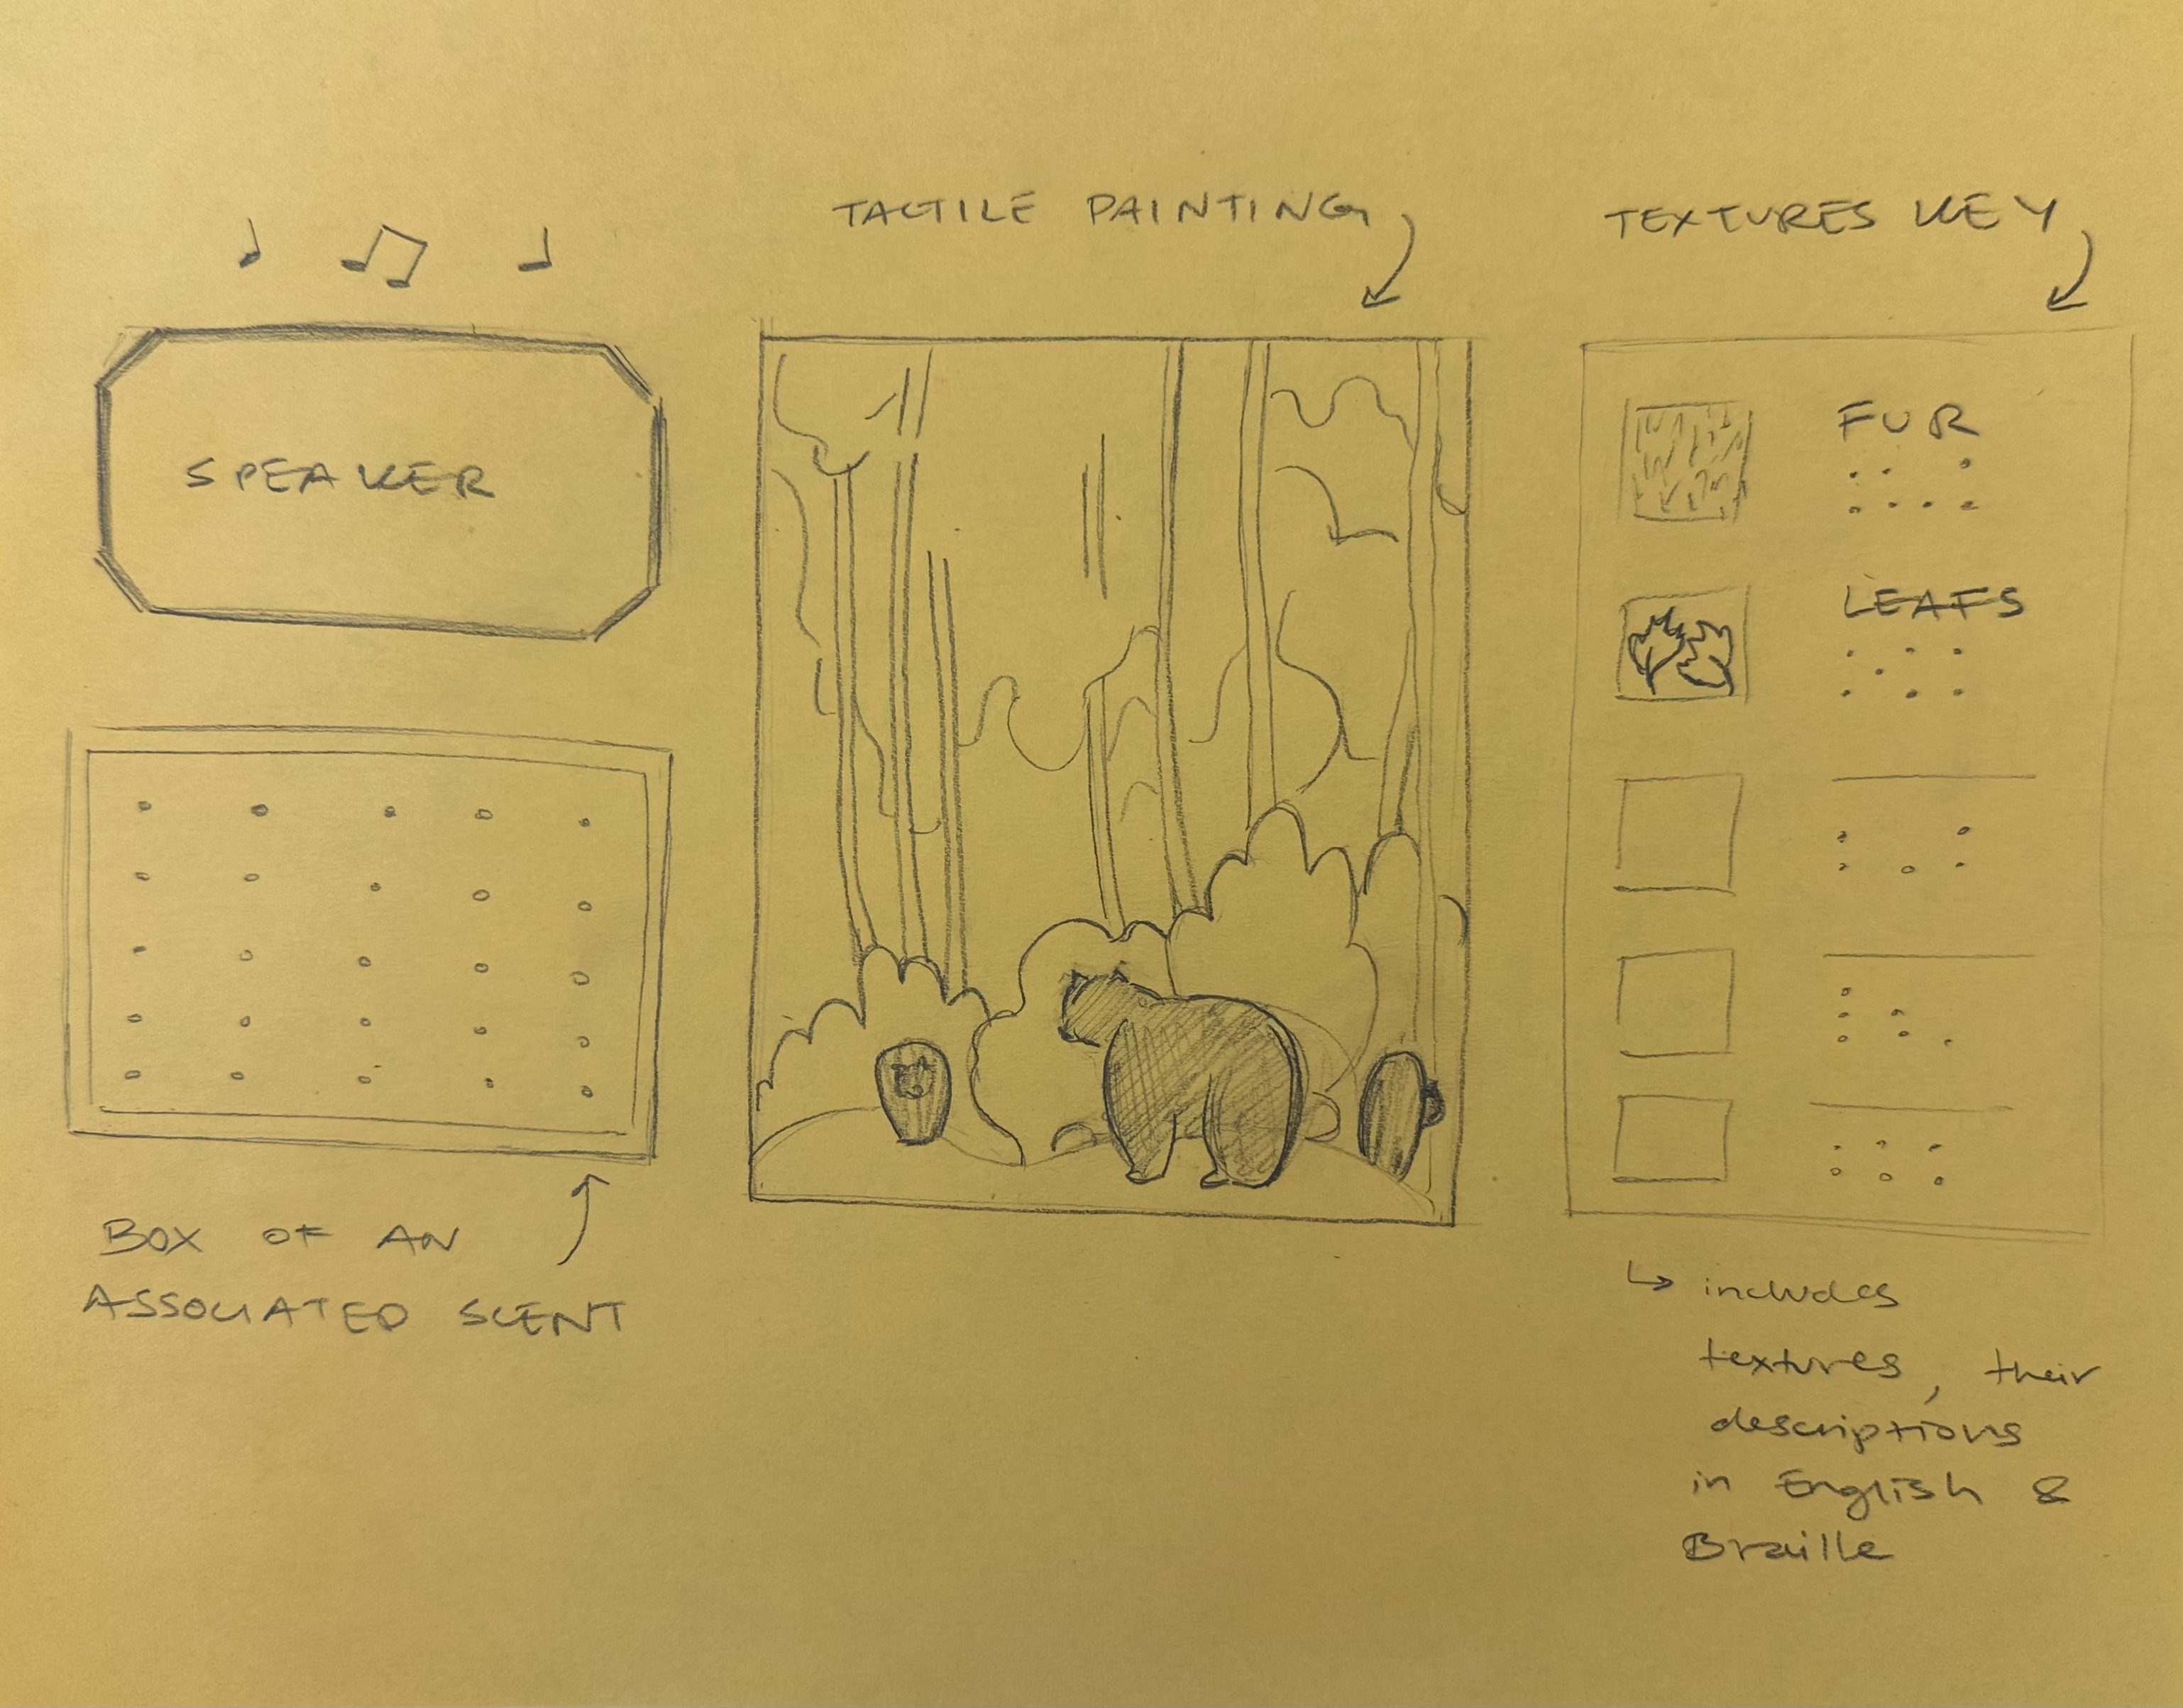 TACTILE PAINTING
TEXTURES KEY
SPEAKER
FUR
LEAFS
BOX OF AN
ASSOCIATED SCENT
↳ includes
textures, their
descriptions
in English &
Braille